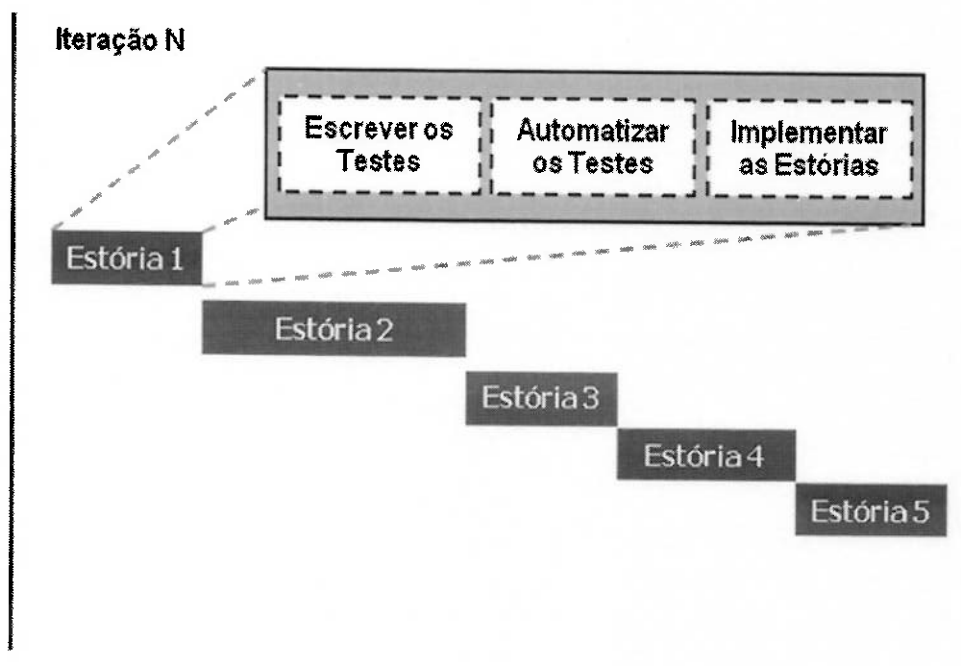 Iteração N
Escrever os
Testes
Automatizar
os Testes
Implementar
as Estórias
Estória 1
Estória 2
Estória 3
Estória 4
Estória 5